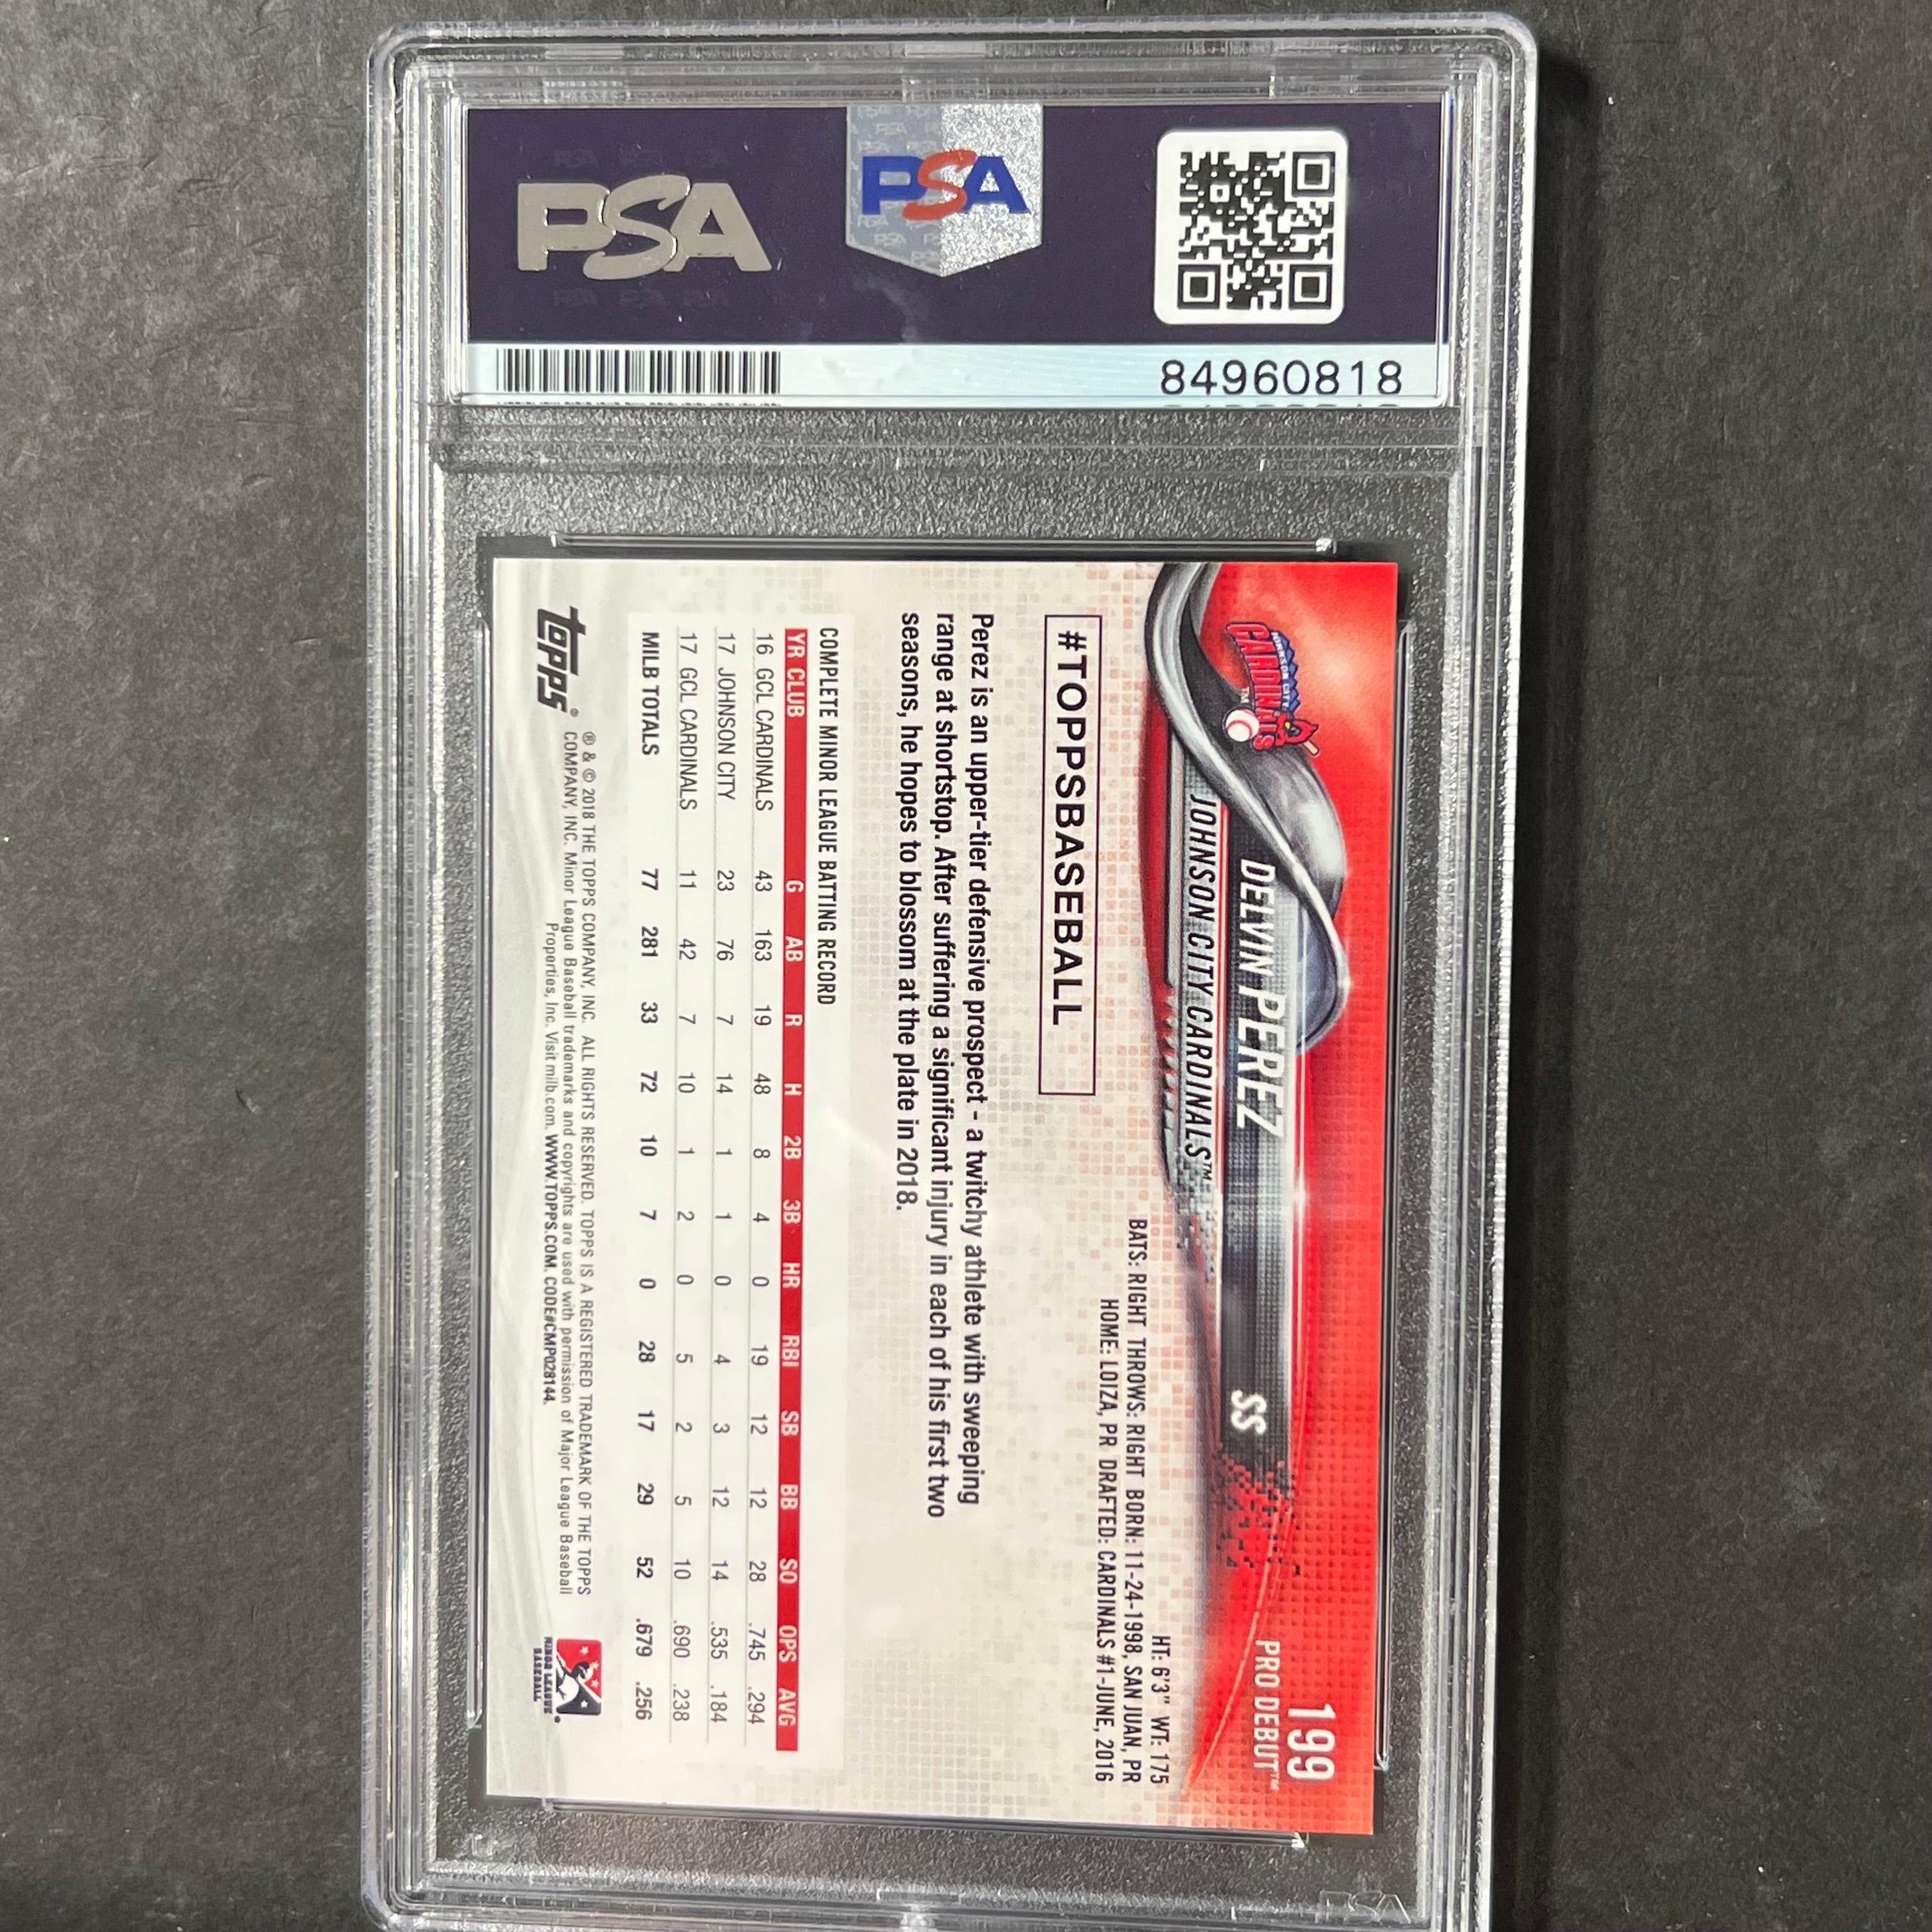 PSA
PSA
84960818
199
PRO DEBUT™
JOHNSON CITY
CARDINALS™
DELVIN PEREZ
SS
JOHNSON CITY CARDINALS™
HT: 6'3" WT: 175
BATS: RIGHT THROWS: RIGHT BORN: 11-24-1998, SAN JUAN, PR
HOME: LOIZA, PR DRAFTED: CARDINALS #1-JUNE, 2016
#TOPPSBASEBALL
Perez is an upper-tier defensive prospect - a twitchy athlete with sweeping
range at shortstop. After suffering a significant injury in each of his first two
seasons, he hopes to blossom at the plate in 2018.
COMPLETE MINOR LEAGUE BATTING RECORD
YR CLUB G AB R H 2B 3B HR RBI SB BB SO OPS AVG
16 GCL CARDINALS 43 163 19 48 8 4 0 19 12 12 28 .745 .294
17 JOHNSON CITY 23 76 7 14 1 1 0 4 3 12 14 .535 .184
17 GCL CARDINALS 11 42 7 10 1 2 0 5 2 5 10 .690 .238
MILB TOTALS 77 281 33 72 10 7 0 28 17 29 52 .679 .256
topps®
® & © 2018 THE TOPPS COMPANY, INC. ALL RIGHTS RESERVED. TOPPS IS A REGISTERED TRADEMARK OF THE TOPPS
COMPANY, INC. Minor League Baseball trademarks and copyrights are used with permission of Major League Baseball
Properties, Inc. Visit milb.com. WWW.TOPPS.COM. CODE#CMP028144.
MINOR LEAGUE
BASEBALL
PSA